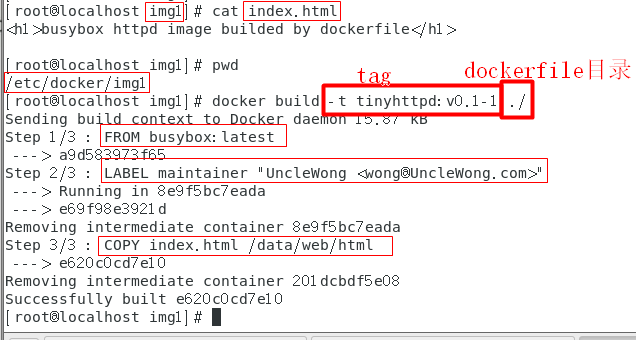 [root@localhost img1]# cat index.html
<h1>busybox httpd image builded by dockerfile</h1>
[root@localhost img1]# pwd
/etc/docker/img1
tag dockerfile目录
[root@localhost img1]# docker build -t tinyhttpd:v0.1-1 ./
Sending build context to Docker daemon 15.87 kB
Step 1/3 : FROM busybox:latest
---> a9d583973f65
Step 2/3 : LABEL maintainer "UncleWong <wong@UncleWong.com>"
---> Running in 8e9f5bc7eada
---> e69f98e3921d
Removing intermediate container 8e9f5bc7eada
Step 3/3 : COPY index.html /data/web/html
---> e620c0cd7e10
Removing intermediate container 201dcbdf5e08
Successfully built e620c0cd7e10
[root@localhost img1]#